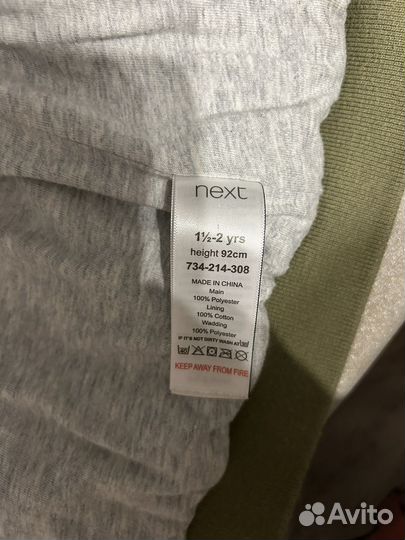 next
1½-2 yrs
height 92cm
734-214-308
MADE IN CHINA
Main
100% Polyester
Lining
100% Cotton
Wadding
100% Polyester
IF IT'S NOT DIRTY WASH AT 30°
KEEP AWAY FROM FIRE
Avito